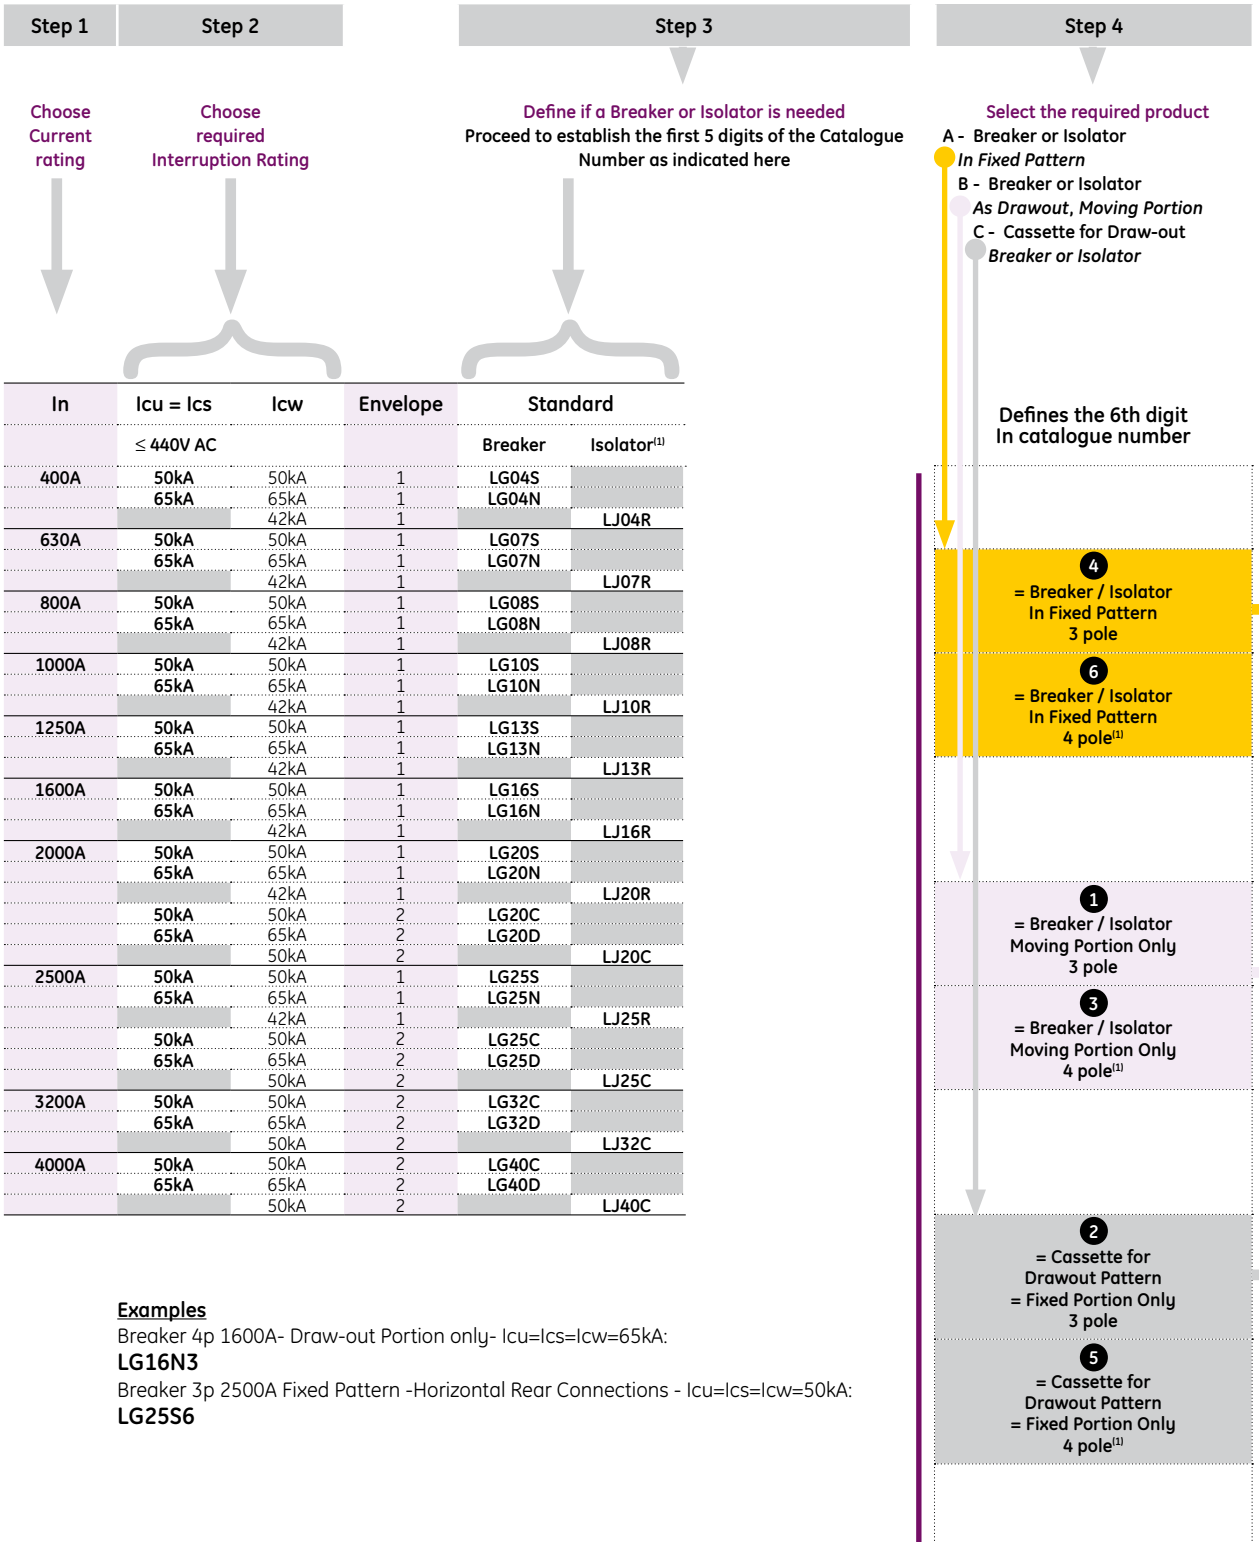 Step 1
Step 2
Step 3
Step 4
Choose
Current
rating
Choose
required
Interruption Rating
Define if a Breaker or Isolator is needed
Proceed to establish the first 5 digits of the Catalogue
Number as indicated here
Select the required product
A - Breaker or Isolator
In Fixed Pattern
B - Breaker or Isolator
As Drawout, Moving Portion
C - Cassette for Draw-out
Breaker or Isolator
In Icu = Ics Icw Envelope Standard
≤ 440V AC Breaker Isolator(1)
400A 50kA 50kA 1 LG04S
65kA 65kA 1 LG04N
42kA 1 LJ04R
630A 50kA 50kA 1 LG07S
65kA 65kA 1 LG07N
42kA 1 LJ07R
800A 50kA 50kA 1 LG08S
65kA 65kA 1 LG08N
42kA 1 LJ08R
1000A 50kA 50kA 1 LG10S
65kA 65kA 1 LG10N
42kA 1 LJ10R
1250A 50kA 50kA 1 LG13S
65kA 65kA 1 LG13N
42kA 1 LJ13R
1600A 50kA 50kA 1 LG16S
65kA 65kA 1 LG16N
42kA 1 LJ16R
2000A 50kA 50kA 1 LG20S
65kA 65kA 1 LG20N
42kA 1 LJ20R
50kA 50kA 2 LG20C
65kA 65kA 2 LG20D
50kA 2 LJ20C
2500A 50kA 50kA 1 LG25S
65kA 65kA 1 LG25N
42kA 1 LJ25R
50kA 50kA 2 LG25C
65kA 65kA 2 LG25D
50kA 2 LJ25C
3200A 50kA 50kA 2 LG32C
65kA 65kA 2 LG32D
50kA 2 LJ32C
4000A 50kA 50kA 2 LG40C
65kA 65kA 2 LG40D
50kA 2 LJ40C
Defines the 6th digit
In catalogue number
4
= Breaker / Isolator
In Fixed Pattern
3 pole
6
= Breaker / Isolator
In Fixed Pattern
4 pole(1)
1
= Breaker / Isolator
Moving Portion Only
3 pole
3
= Breaker / Isolator
Moving Portion Only
4 pole(1)
2
= Cassette for
Drawout Pattern
= Fixed Portion Only
3 pole
5
= Cassette for
Drawout Pattern
= Fixed Portion Only
4 pole(1)
Examples
Breaker 4p 1600A- Draw-out Portion only- Icu=Ics=Icw=65kA:
LG16N3
Breaker 3p 2500A Fixed Pattern -Horizontal Rear Connections - Icu=Ics=Icw=50kA:
LG25S6